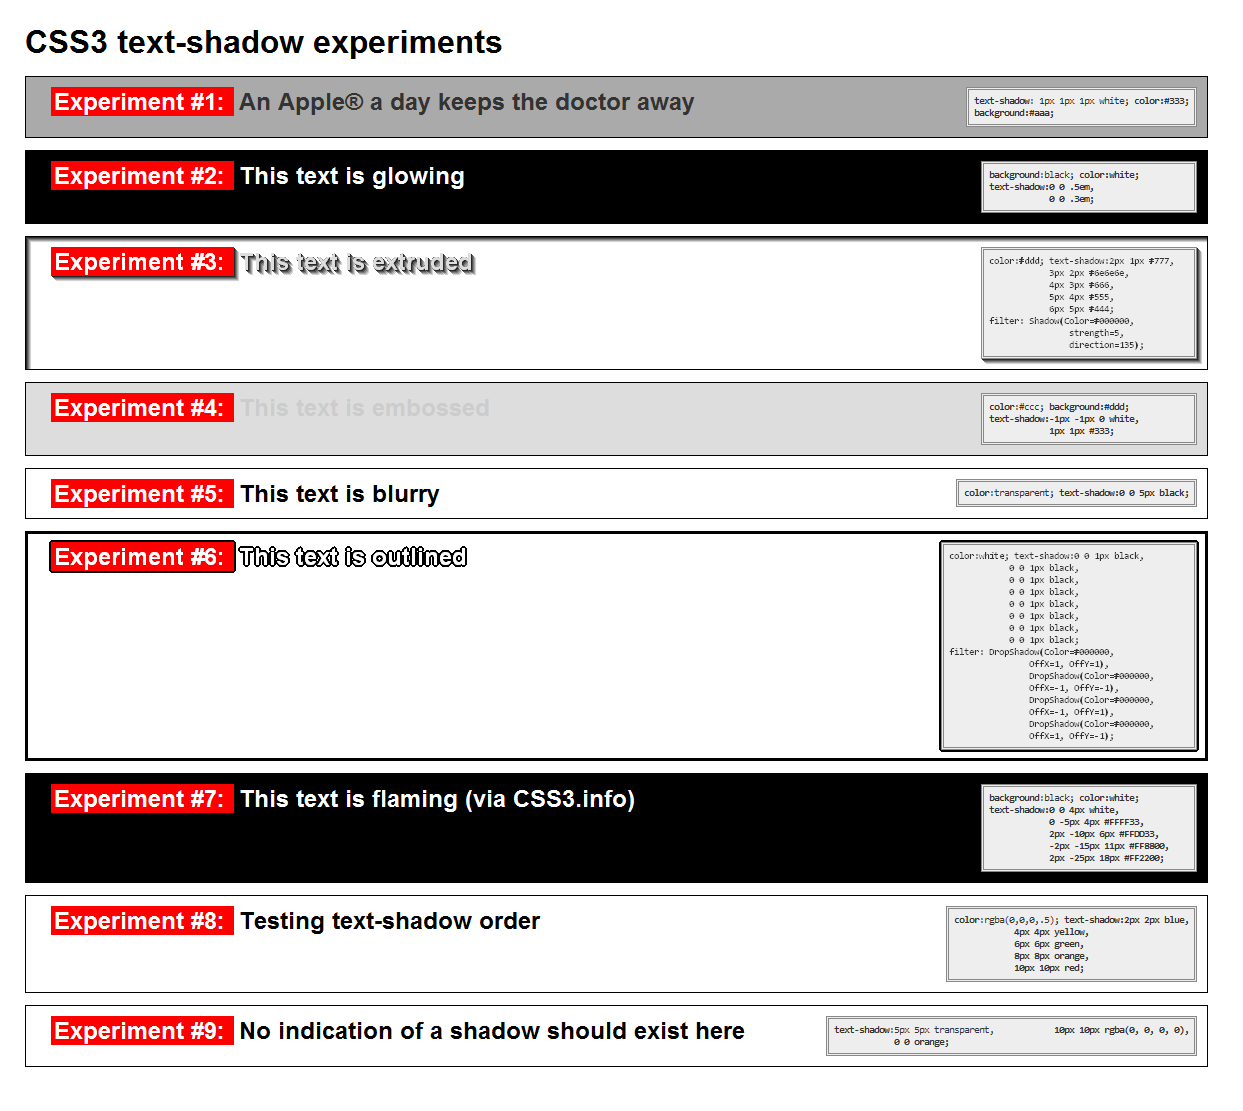 CSS3 text-shadow experiments
Experiment #1: An Apple® a day keeps the doctor away
text-shadow: 1px 1px 1px white; color:#333;
background:#aaa;
Experiment #2: This text is glowing
background:black; color:white;
text-shadow:0 0 .5em,
0 0 .3em;
Experiment #3: This text is extruded
color:#ddd; text-shadow:2px 1px #777,
3px 2px #6e6e6e,
4px 3px #666,
5px 4px #555,
6px 5px #444;
filter: Shadow(Color=#000000,
strength=5,
direction=135);
Experiment #4: This text is embossed
color:#ccc; background:#ddd;
text-shadow:-1px -1px 0 white,
1px 1px #333;
Experiment #5: This text is blurry
color:transparent; text-shadow:0 0 5px black;
Experiment #6: This text is outlined
color:white; text-shadow:0 0 1px black,
0 0 1px black,
0 0 1px black,
0 0 1px black,
0 0 1px black,
0 0 1px black,
0 0 1px black,
0 0 1px black;
filter: DropShadow(Color=#000000,
OffX=1, OffY=1),
DropShadow(Color=#000000,
OffX=-1, OffY=-1),
DropShadow(Color=#000000,
OffX=-1, OffY=1),
DropShadow(Color=#000000,
OffX=1, OffY=-1);
Experiment #7: This text is flaming (via CSS3.info)
background:black; color:white;
text-shadow:0 0 4px white,
0 -5px 4px #FFFF33,
2px -10px 6px #FFDD33,
-2px -15px 11px #FF8800,
2px -25px 18px #FF2200;
Experiment #8: Testing text-shadow order
color:rgba(0,0,0,.5); text-shadow:2px 2px blue,
4px 4px yellow,
6px 6px green,
8px 8px orange,
10px 10px red;
Experiment #9: No indication of a shadow should exist here
text-shadow:5px 5px transparent, 10px 10px rgba(0, 0, 0, 0),
0 0 orange;